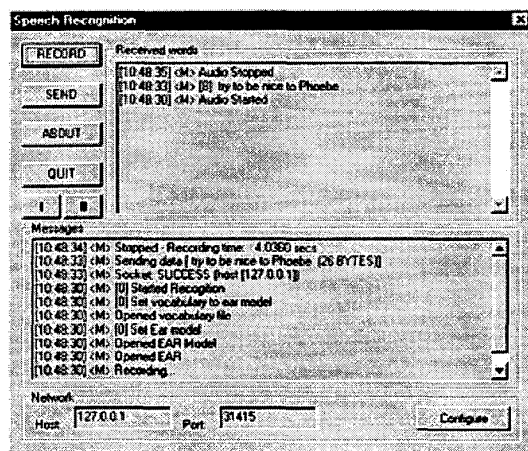 Speech Recognition
RECORD
SEND
ABOUT
QUIT
I II
Received words
[10:48:35] <M> Audio Stopped
[10:48:33] <M> [8] try to be nice to Phoebe
[10:48:30] <M> Audio Started
Messages
[10:48:34] <M> Stopped - Recording time: 4.0360 secs
[10:48:33] <M> Sending data [ try to be nice to Phoebe (26 BYTES)]
[10:48:33] <M> Socket: SUCCESS (host [127.0.0.1])
[10:48:30] <M> [0] Started Recogtion
[10:48:30] <M> [0] Set vocabulary to ear model
[10:48:30] <M> Opened vocabulary file
[10:48:30] <M> [0] Set Ear model
[10:48:30] <M> Opened EAR Model
[10:48:30] <M> Opened EAR
[10:48:30] <M> Recording...
Network
Host 127.0.0.1 Port 31415 Configure